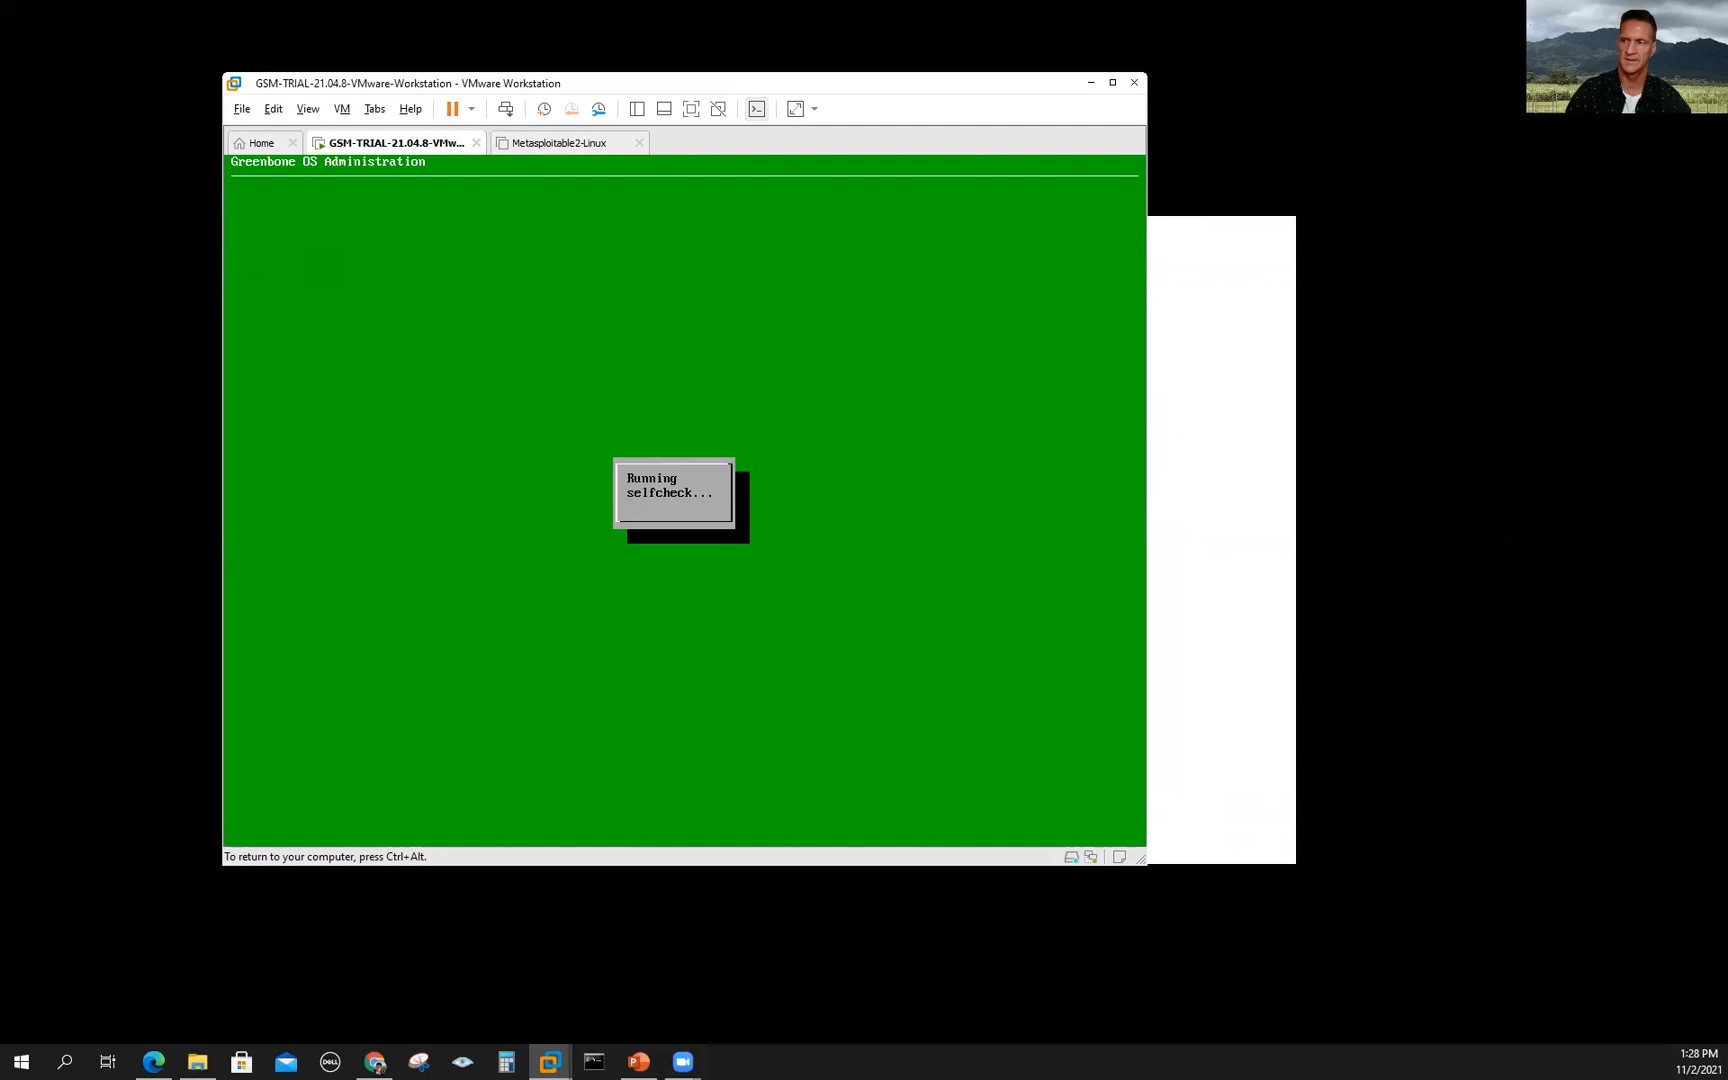 GSM-TRIAL-21.04.8-VMware-Workstation - VMware Workstation
File Edit View VM Tabs Help
Home GSM-TRIAL-21.04.8-VMw... Metasploitable2-Linux
Greenbone OS Administration
Running
selfcheck...
To return to your computer, press Ctrl+Alt.
DELL
1:28 PM
11/2/2021